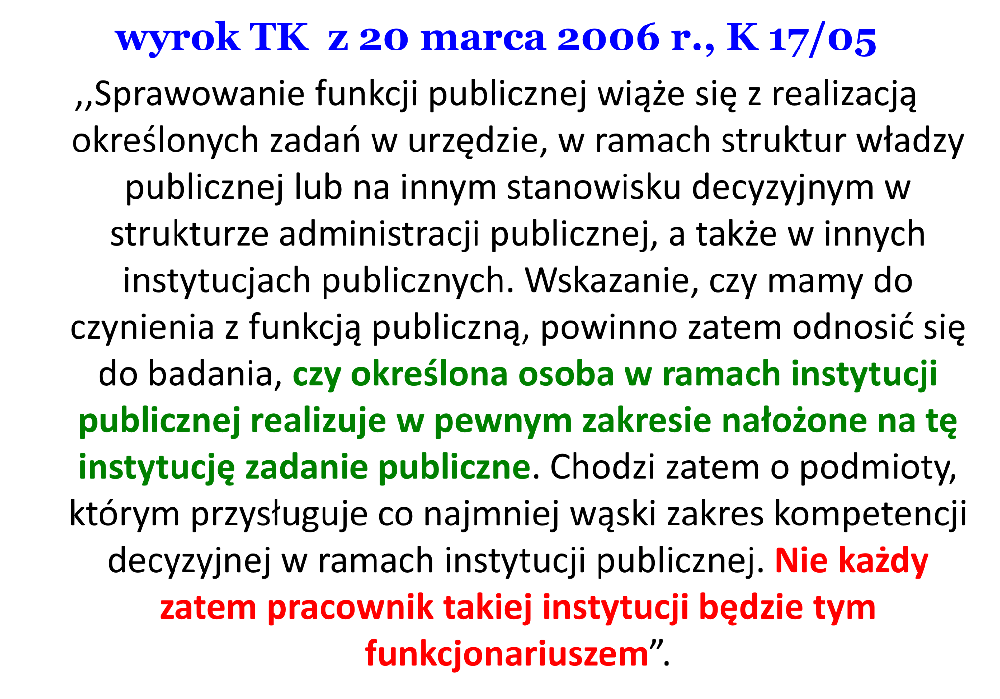 wyrok TK z 20 marca 2006 r., K 17/05
,,Sprawowanie funkcji publicznej wiąże się z realizacją
określonych zadań w urzędzie, w ramach struktur władzy
publicznej lub na innym stanowisku decyzyjnym w
strukturze administracji publicznej, a także w innych
instytucjach publicznych. Wskazanie, czy mamy do
czynienia z funkcją publiczną, powinno zatem odnosić się
do badania, czy określona osoba w ramach instytucji
publicznej realizuje w pewnym zakresie nałożone na tę
instytucję zadanie publiczne. Chodzi zatem o podmioty,
którym przysługuje co najmniej wąski zakres kompetencji
decyzyjnej w ramach instytucji publicznej. Nie każdy
zatem pracownik takiej instytucji będzie tym
funkcjonariuszem”.